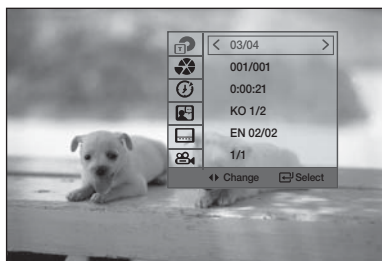 T
< 03/04 >
001/001
0:00:21
KO 1/2
EN 02/02
1/1
Change Select